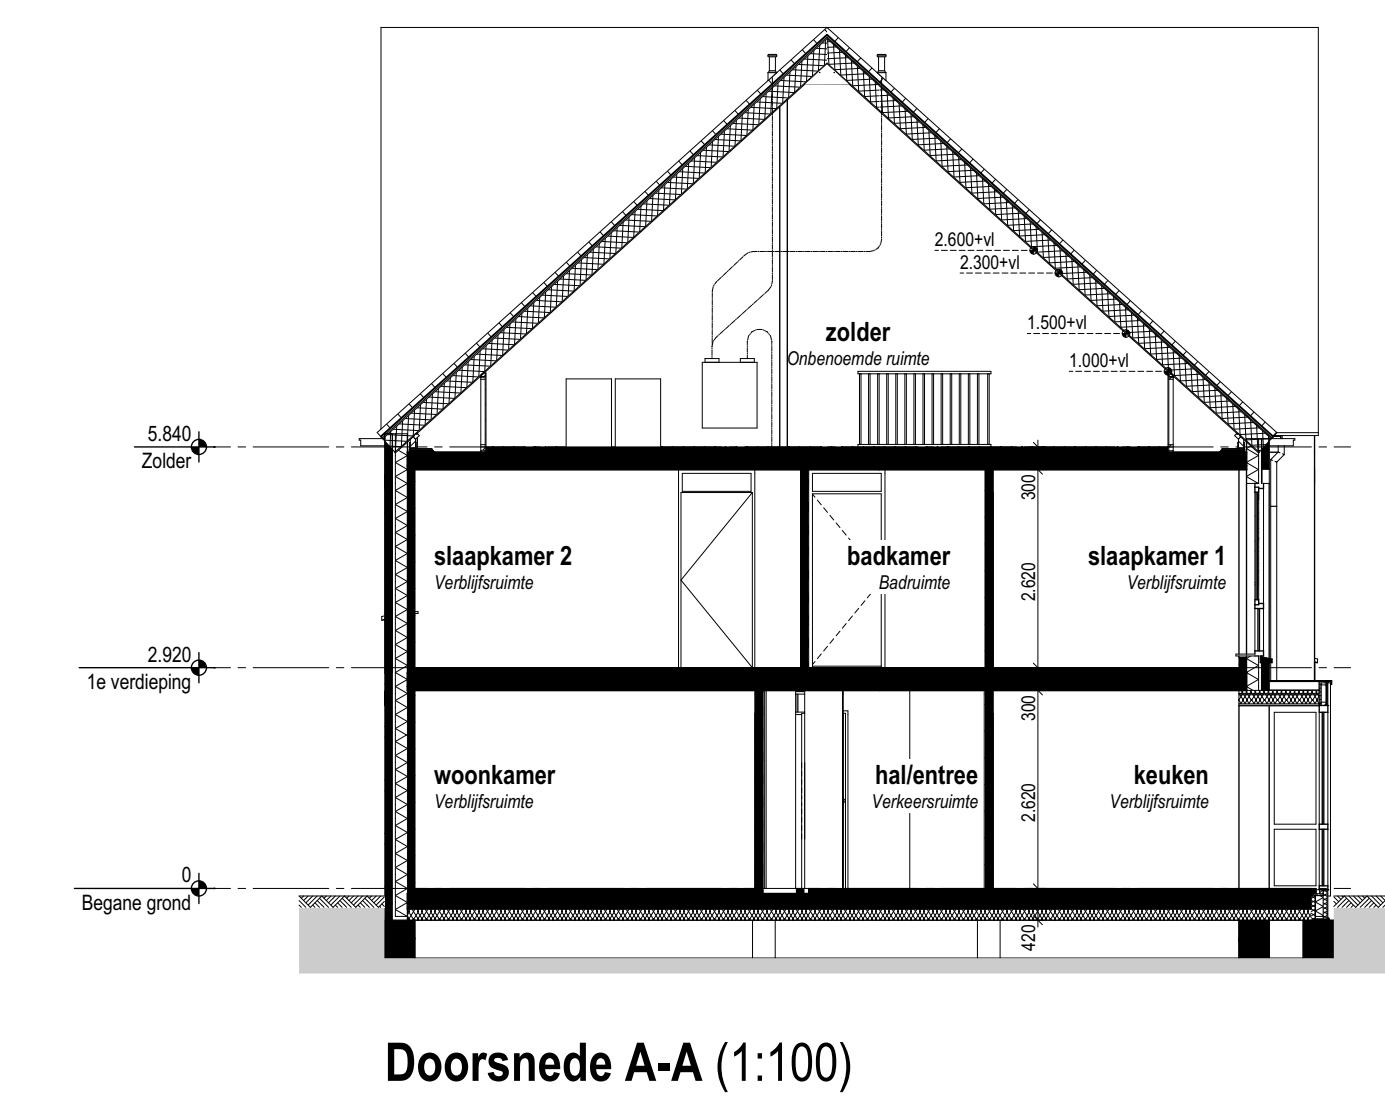 2.600+vl
2.300+vl
zolder
Onbenoemde ruimte
1.500+vl
1.000+vl
5.840
Zolder
300
slaapkamer 2
Verblijfsruimte
badkamer
Badruimte
slaapkamer 1
Verblijfsruimte
2.620
2.920
1e verdieping
300
woonkamer
Verblijfsruimte
hal/entree
Verkeersruimte
keuken
Verblijfsruimte
2.620
0
Begane grond
420
Doorsnede A-A (1:100)